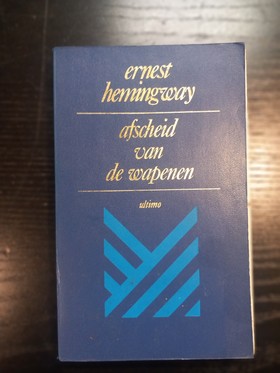 ernest
hemingway
afscheid
van
de wapenen
ultimo